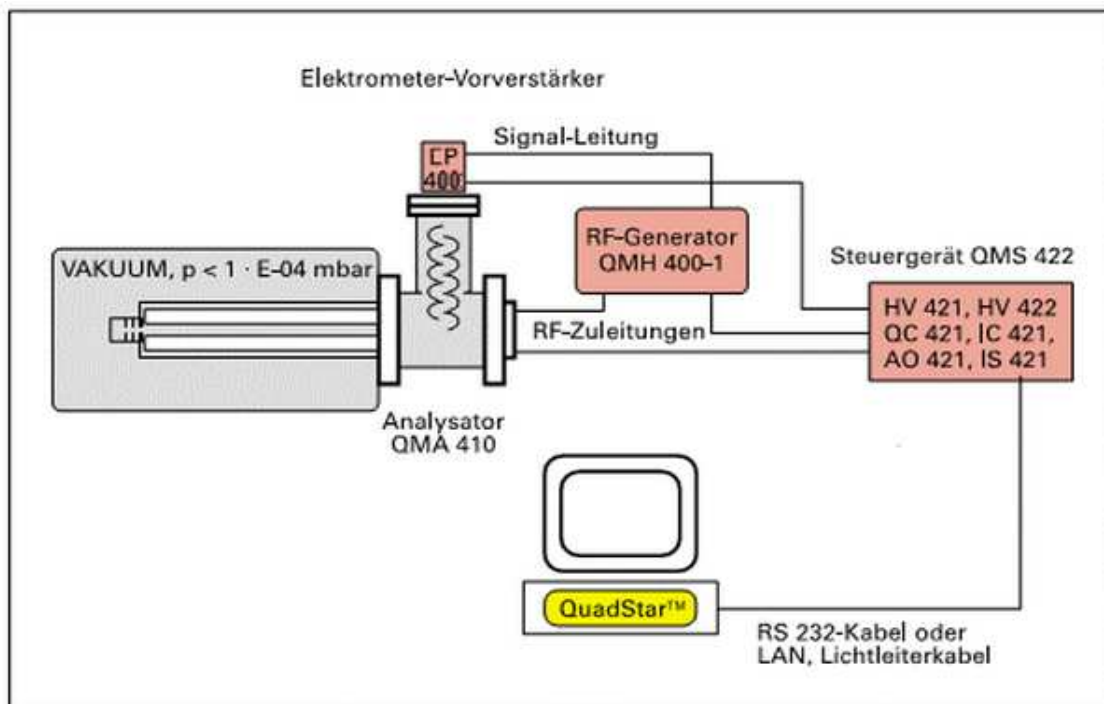 Elektrometer-Vorverstärker
Signal-Leitung
EP
400
RF-Generator
QMH 400-1
Steuergerät QMS 422
VAKUUM, p < 1 · E-04 mbar
HV 421, HV 422
QC 421, IC 421,
AO 421, IS 421
RF-Zuleitungen
Analysator
QMA 410
QuadStar™
RS 232-Kabel oder
LAN, Lichtleiterkabel